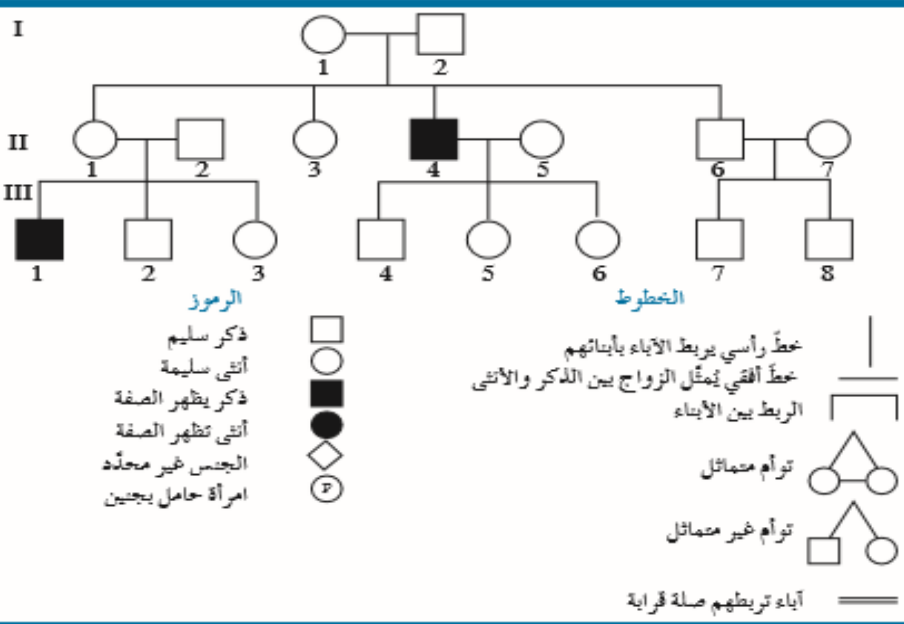 I
1 2
II
1 2 3 4 5 6 7
III
1 2 3 4 5 6 7 8
الرموز
ذكر سليم
أنثى سليمة
ذكر يظهر الصفة
أنثى تظهر الصفة
الجنس غير محدّد
امرأة حامل بجنين
P
الخطوط
خطّ رأسي يربط الآباء بأبنائهم
خطّ أفقي يُمثّل الزواج بين الذكر والأنثى
الربط بين الأبناء
توأم متماثل
توأم غير متماثل
آباء تربطهم صلة قرابة